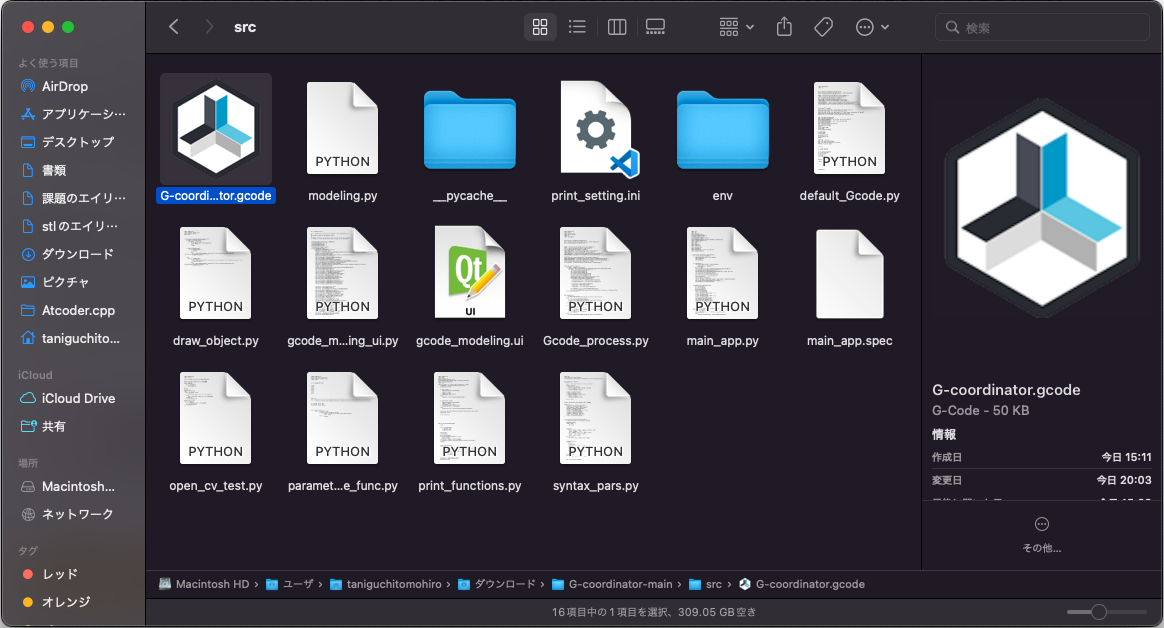 src
検索
よく使う項目
AirDrop
アプリケーシ…
デスクトップ
書類
課題のエイリ…
stlのエイリ…
ダウンロード
ピクチャ
Atcoder.cpp
taniguchito…
iCloud
iCloud Drive
共有
場所
Macintosh…
ネットワーク
タグ
レッド
オレンジ
PYTHON
PYTHON
G-coordi…tor.gcode
modeling.py
__pycache__
print_setting.ini
env
default_Gcode.py
PYTHON
PYTHON
Qt
UI
PYTHON
PYTHON
draw_object.py
gcode_m…ing_ui.py
gcode_modeling.ui
Gcode_process.py
main_app.py
main_app.spec
PYTHON
PYTHON
PYTHON
PYTHON
open_cv_test.py
paramet…e_func.py
print_functions.py
syntax_pars.py
G-coordinator.gcode
G-Code - 50 KB
情報
作成日 今日 15:11
変更日 今日 20:03
その他…
Macintosh HD › ユーザ › taniguchitomohiro › ダウンロード › G-coordinator-main › src › G-coordinator.gcode
16項目中の1項目を選択、309.05 GB空き